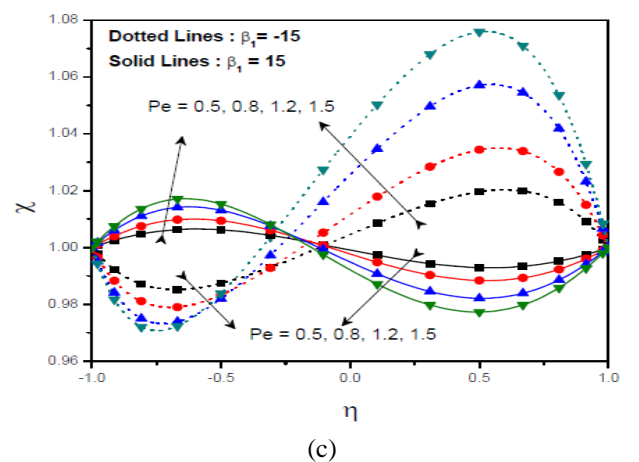 1.08
Dotted Lines : β1= -15
Solid Lines : β1 = 15
1.06
Pe = 0.5, 0.8, 1.2, 1.5
1.04
1.02
χ
1.00
0.98
Pe = 0.5, 0.8, 1.2, 1.5
0.96
-1.0 -0.5 0.0 0.5 1.0
η
(c)